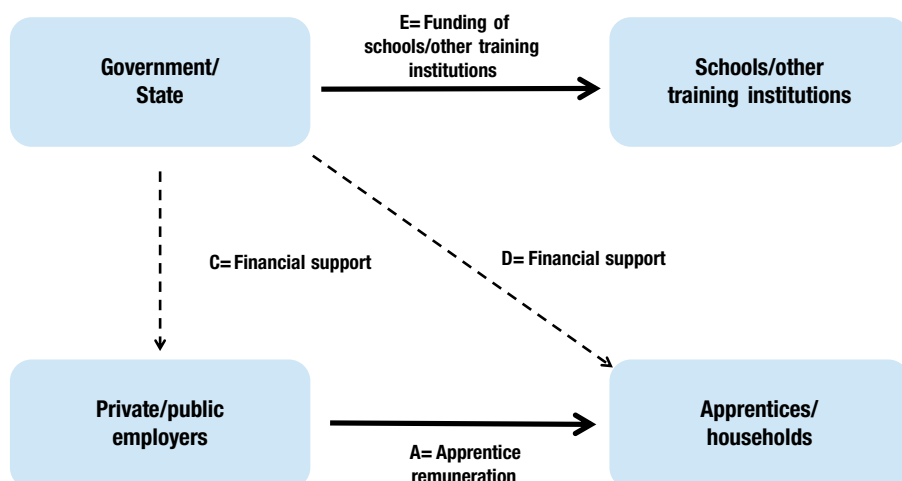 E= Funding of
schools/other training
institutions
Government/
State
Schools/other
training institutions
C= Financial support
D= Financial support
Private/public
employers
Apprentices/
households
A= Apprentice
remuneration